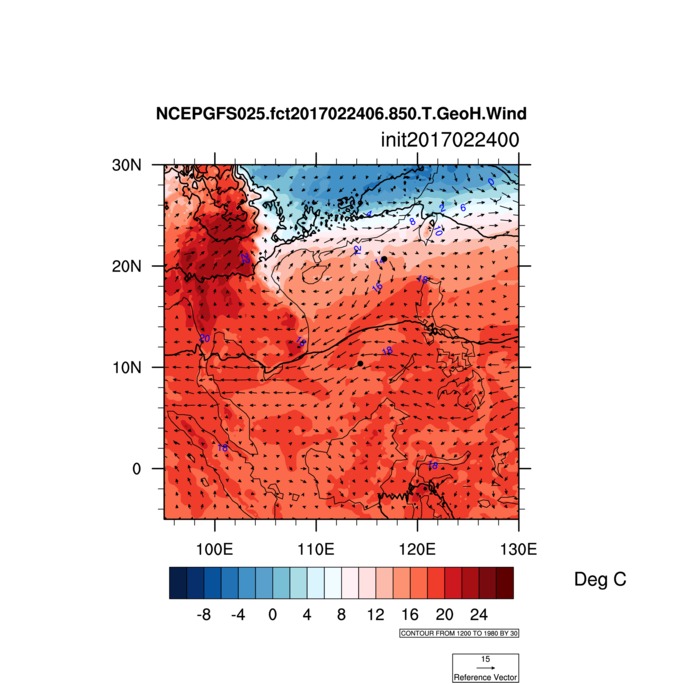 NCEPGFS025.fct2017022406.850.T.GeoH.Wind
init2017022400
30N
20N
10N
0
100E 110E 120E 130E
-8 -4 0 4 8 12 16 20 24
Deg C
CONTOUR FROM 1200 TO 1980 BY 30
15
Reference Vector